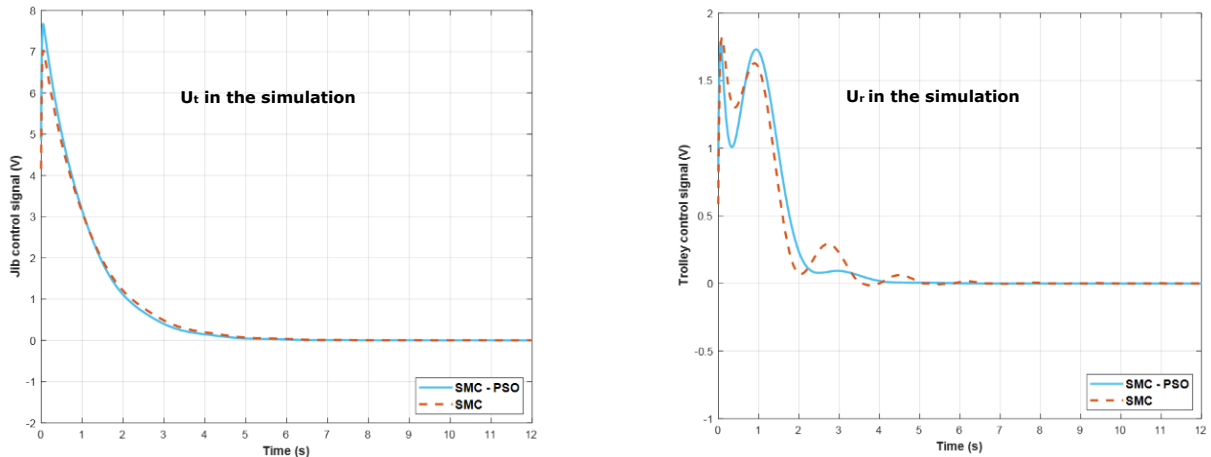 8
7
6
5
4
3
2
1
0
-1
-2
Jib control signal (V)
Uₜ in the simulation
SMC - PSO
SMC
0 1 2 3 4 5 6 7 8 9 10 11 12
Time (s)
2
1.5
1
0.5
0
-0.5
-1
Trolley control signal (V)
Uᵣ in the simulation
SMC - PSO
SMC
0 1 2 3 4 5 6 7 8 9 10 11 12
Time (s)